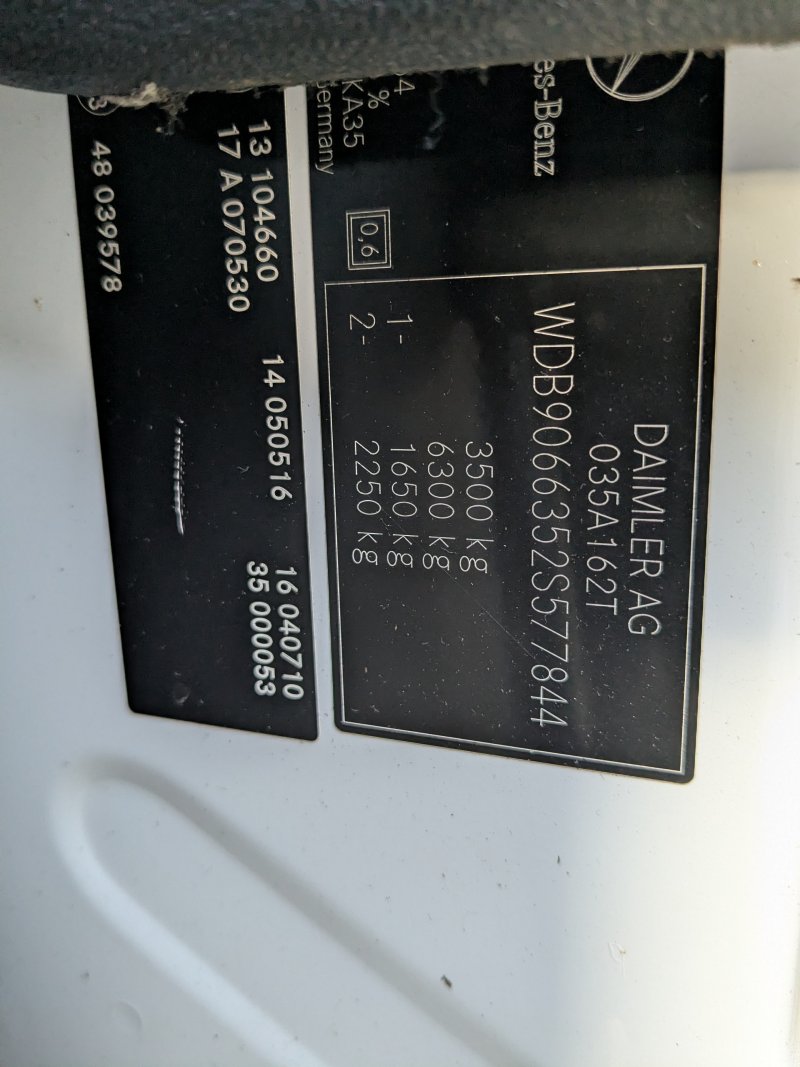 es-Benz
4
%
KA35
Germany
0,6
DAIMLER AG
035A162T
WDB9066352S577844
3500 kg
6300 kg
1- 1650 kg
2- 2250 kg
13 104660 14 050516 16 040710
17 A 070530 35 000053
48 039578